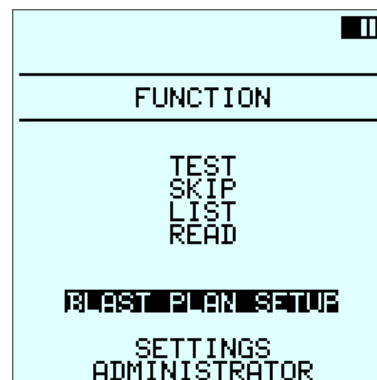 FUNCTION
TEST
SKIP
LIST
READ
BLAST PLAN SETUP
SETTINGS
ADMINISTRATOR